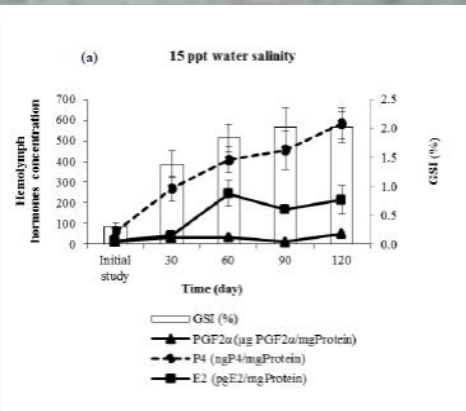 (a) 15 ppt water salinity
Hemolymph
hormones concentration
700
600
500
400
300
200
100
0
2.5
2.0
1.5
1.0
0.5
0.0
GSI (%)
Initial study 30 60 90 120
Time (day)
GSI (%)
PGF2α(µg PGF2α/mgProtein)
P4 (ngP4/mgProtein)
E2 (pgE2/mgProtein)